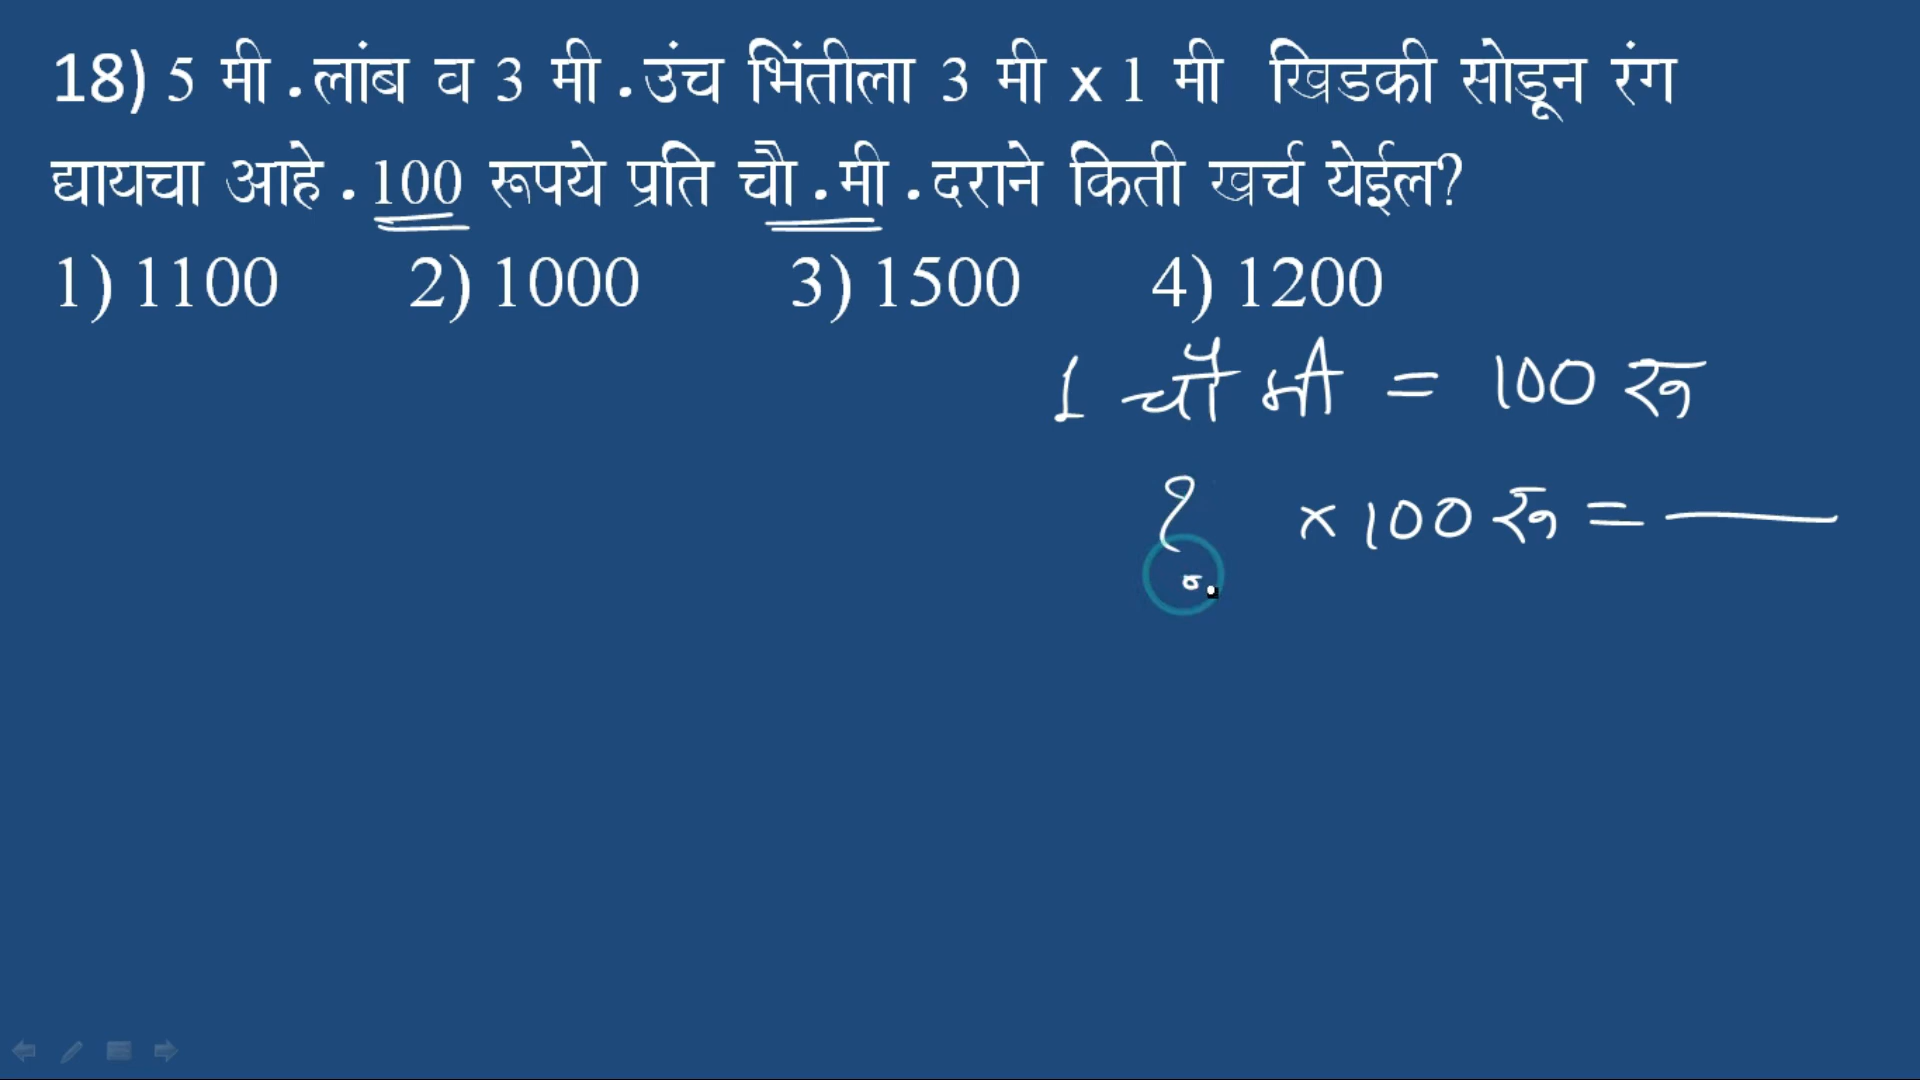 18) 5 मी .लांब व 3 मी .उंच भिंतीला 3 मी x 1 मी खिडकी सोडून रंग
द्यायचा आहे . 100 रूपये प्रति चौ .मी .दराने किती खर्च येईल?
1) 1100 2) 1000 3) 1500 4) 1200
1 चौ मी = 100 रू
? × 100 रू = —